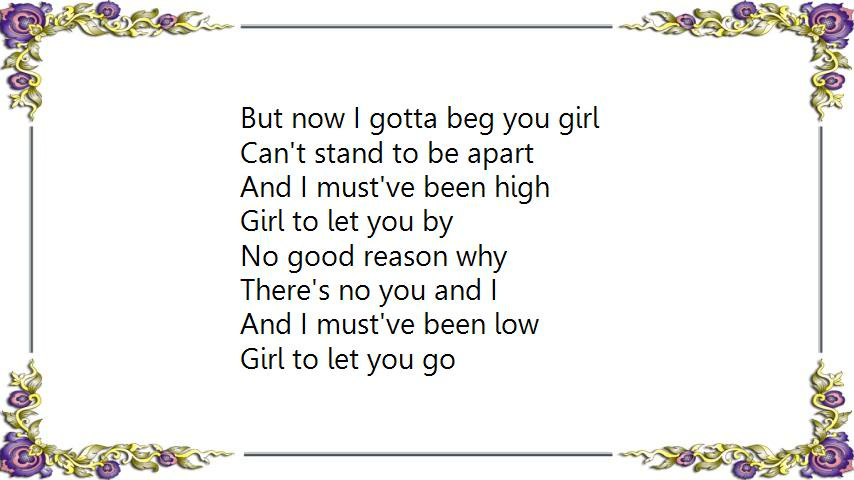 But now I gotta beg you girl
Can't stand to be apart
And I must've been high
Girl to let you by
No good reason why
There's no you and I
And I must've been low
Girl to let you go